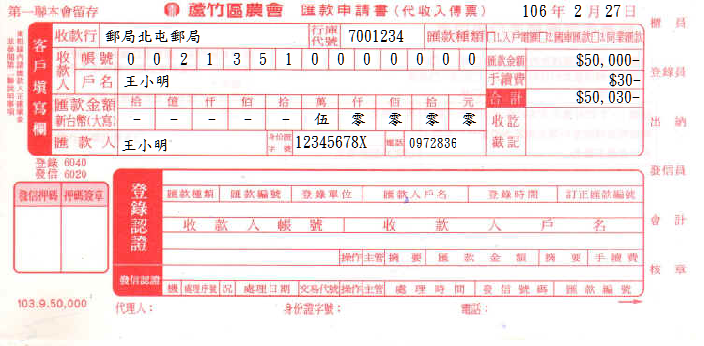 第一聯本會留存 蘆竹區農會 匯款申請書(代收入傳票) 106 年 2 月 27 日
客戶填寫欄
收款行 郵局北屯郵局 行庫代號 7001234 匯款種類 □1.入戶電匯□2.國庫匯款□3.同業匯款
收款人 帳號 0 0 2 1 3 5 1 0 0 0 0 0 0 0 匯款金額 $50,000-
戶名 王小明 手續費 $30-
匯款金額 拾 億 仟 佰 拾 萬 仟 佰 拾 元 合計 $50,030-
新台幣(大寫) － － － － － 伍 零 零 零 零 收訖
匯款人 王小明 身份證字號 12345678X 電話 0972836 戳記
登錄 6040
發信 6020
發信押碼 押碼簽章
登錄認證
匯款種類 匯款編號 登錄單位 匯款人戶名 登錄時間 訂正匯款編號
收款人帳號 收款人戶名
操作 主管 摘要 匯款金額 摘要 手續費
發信認證 機 處理序號 況 處理日期 交易代號 操作 主管 處理時間 發信號碼 匯款編號
103.9.50,000 代理人： 身份證字號： 電話：
櫃員
登錄員
出納
發信員
會計
核章